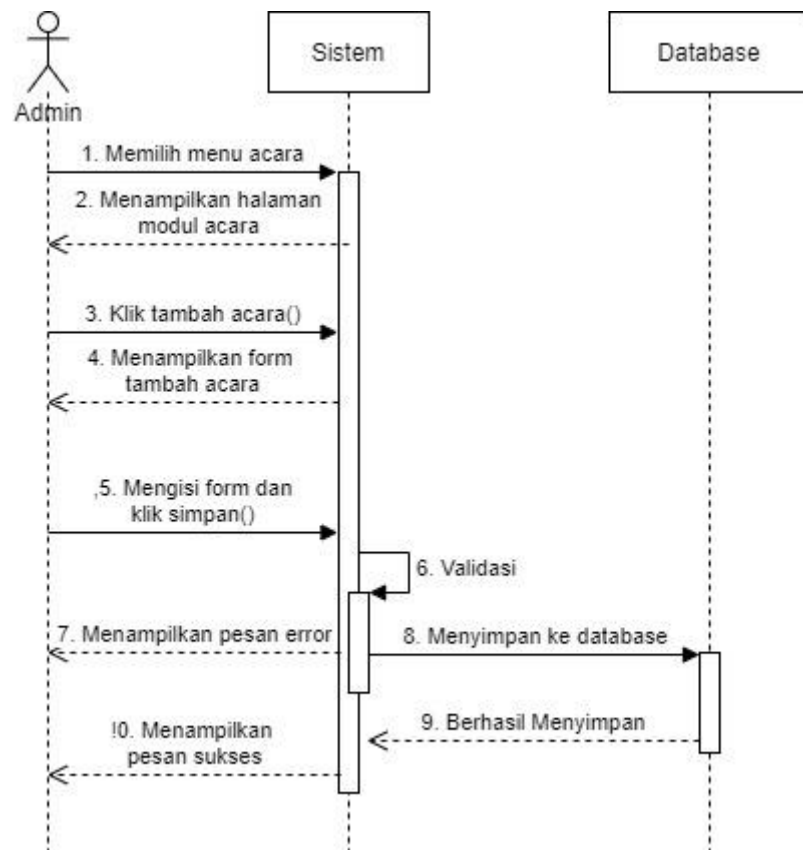 Sistem
Database
Admin
1. Memilih menu acara
2. Menampilkan halaman
modul acara
3. Klik tambah acara()
4. Menampilkan form
tambah acara
,5. Mengisi form dan
klik simpan()
6. Validasi
7. Menampilkan pesan error
8. Menyimpan ke database
9. Berhasil Menyimpan
!0. Menampilkan
pesan sukses